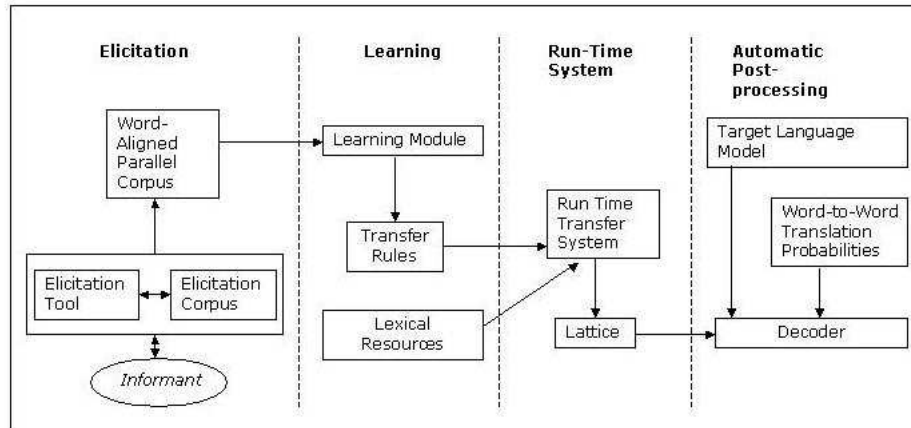 Elicitation
Learning
Run-Time
System
Automatic
Post-
processing
Word-
Aligned
Parallel
Corpus
Learning Module
Target Language
Model
Run Time
Transfer
System
Word-to-Word
Translation
Probabilities
Transfer
Rules
Elicitation
Tool
Elicitation
Corpus
Lexical
Resources
Lattice
Decoder
Informant